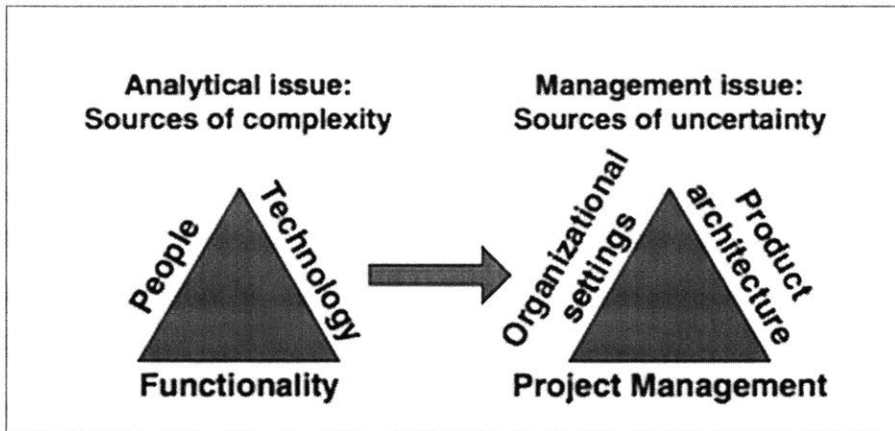 Analytical issue:
Sources of complexity
People
Technology
Functionality
Management issue:
Sources of uncertainty
Organizational
settings
Product
architecture
Project Management